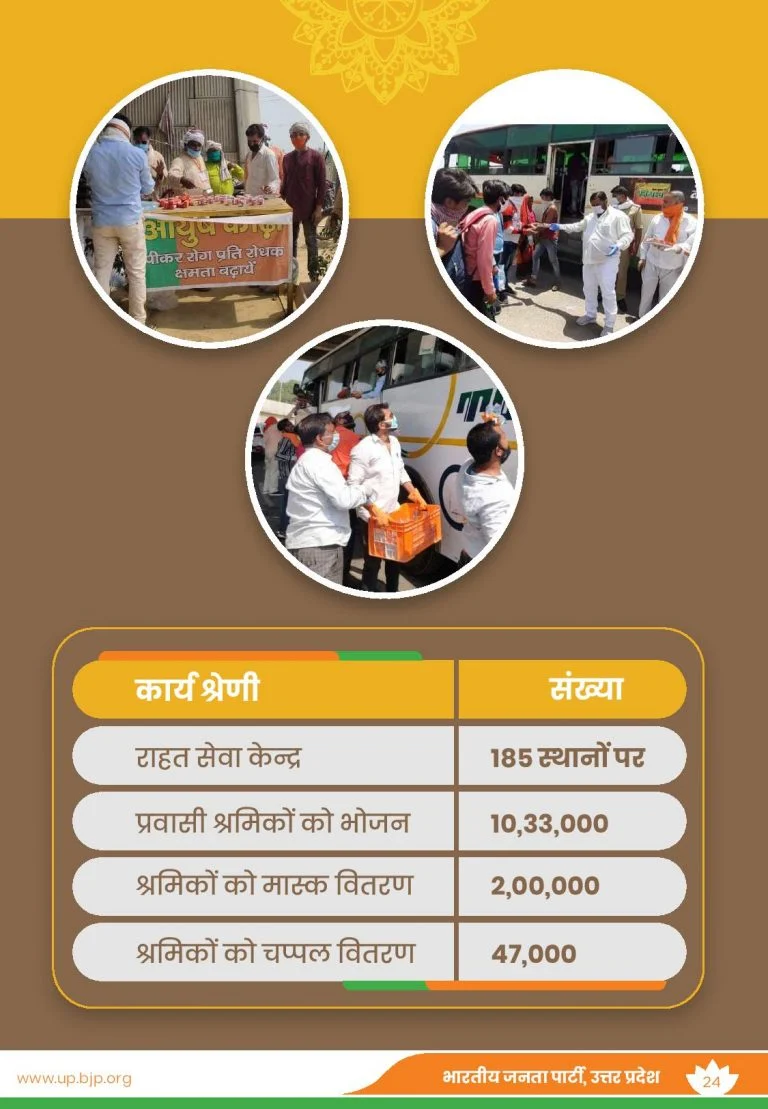 आयुष काढ़ा
पीकर रोग प्रति रोधक
क्षमता बढ़ायें
कार्य श्रेणी संख्या
राहत सेवा केन्द्र 185 स्थानों पर
प्रवासी श्रमिकों को भोजन 10,33,000
श्रमिकों को मास्क वितरण 2,00,000
श्रमिकों को चप्पल वितरण 47,000
www.up.bjp.org भारतीय जनता पार्टी, उत्तर प्रदेश 24